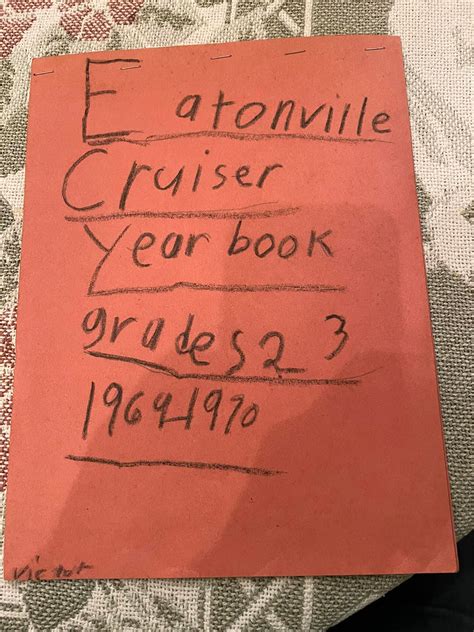 Eatonville
Cruiser
Year book
grades 2 3
1969-1970
Victor